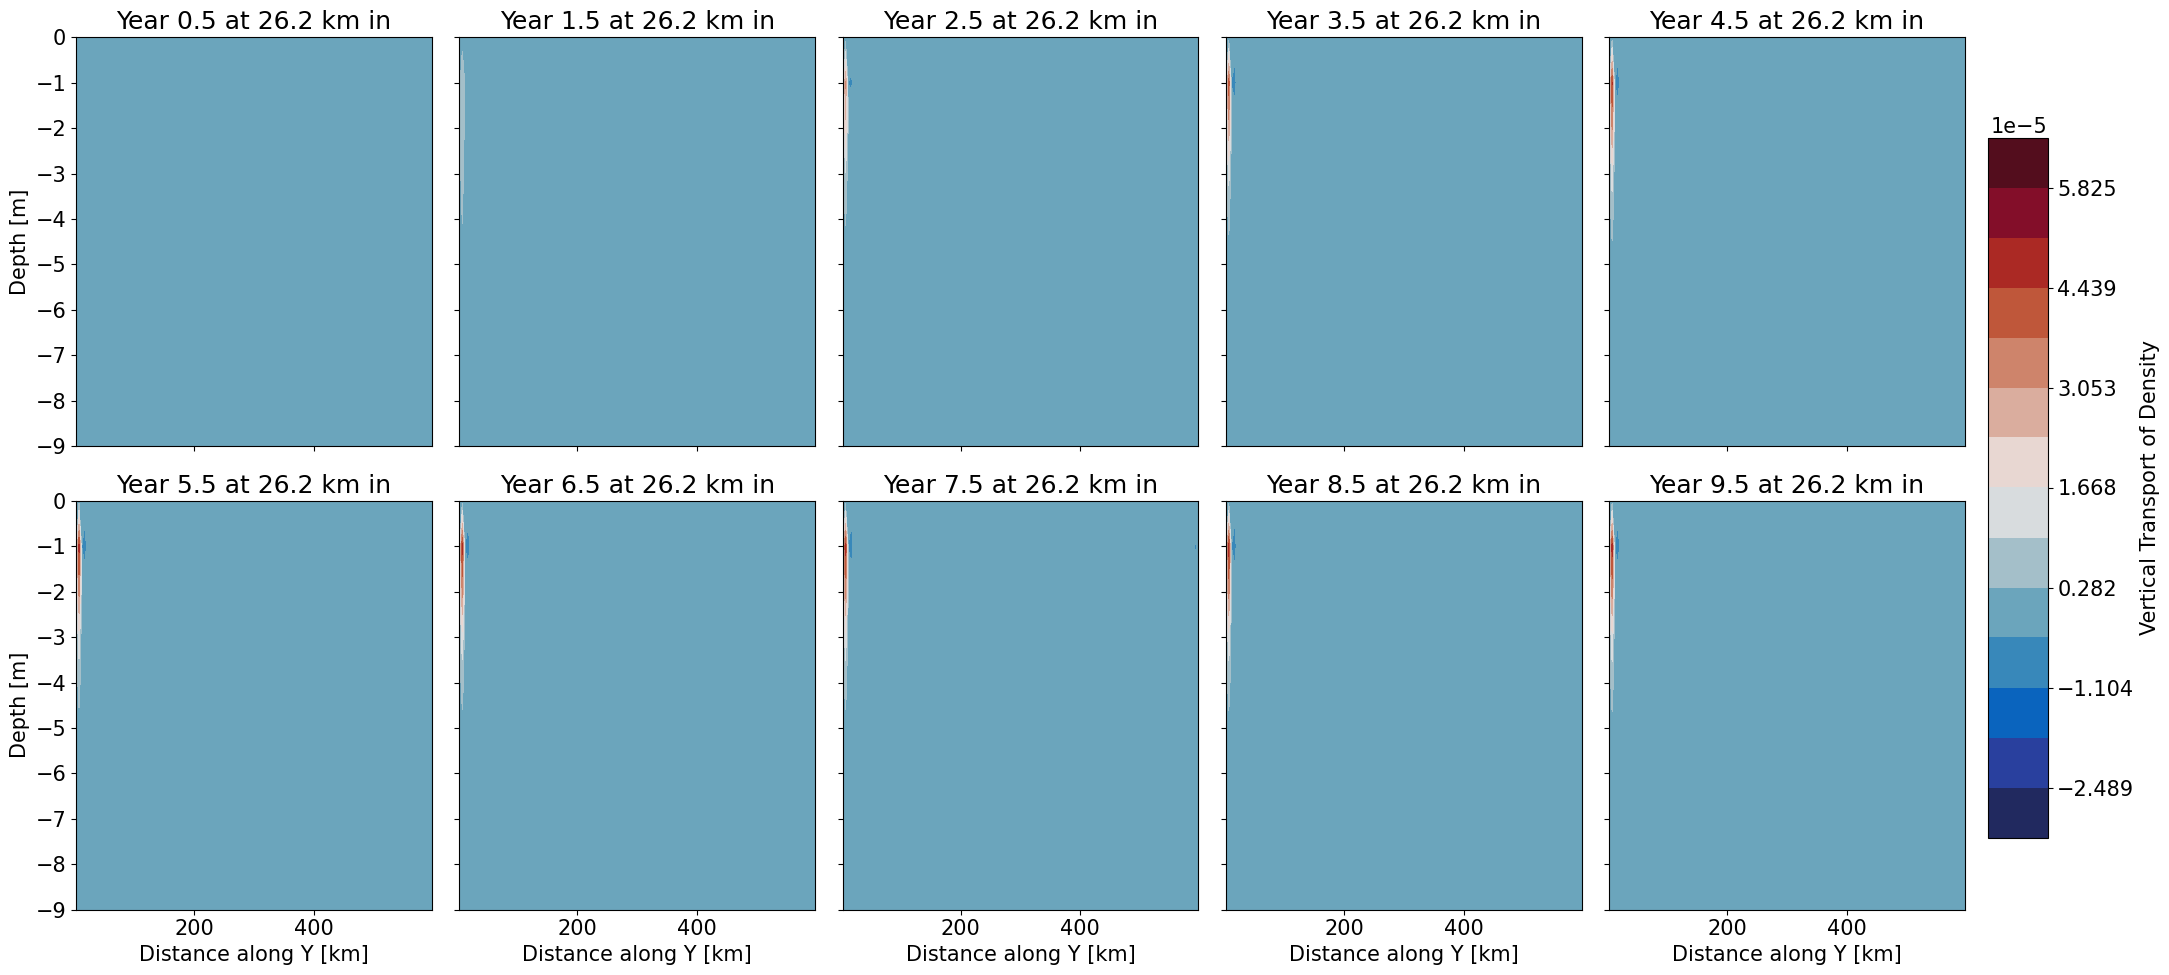 Year 0.5 at 26.2 km in
Year 1.5 at 26.2 km in
Year 2.5 at 26.2 km in
Year 3.5 at 26.2 km in
Year 4.5 at 26.2 km in
0
−1
−2
−3
−4
−5
−6
−7
−8
−9
Depth [m]
Year 5.5 at 26.2 km in
Year 6.5 at 26.2 km in
Year 7.5 at 26.2 km in
Year 8.5 at 26.2 km in
Year 9.5 at 26.2 km in
0
−1
−2
−3
−4
−5
−6
−7
−8
−9
Depth [m]
200 400
200 400
200 400
200 400
200 400
Distance along Y [km]
Distance along Y [km]
Distance along Y [km]
Distance along Y [km]
Distance along Y [km]
1e−5
5.825
4.439
3.053
1.668
0.282
−1.104
−2.489
Vertical Transport of Density